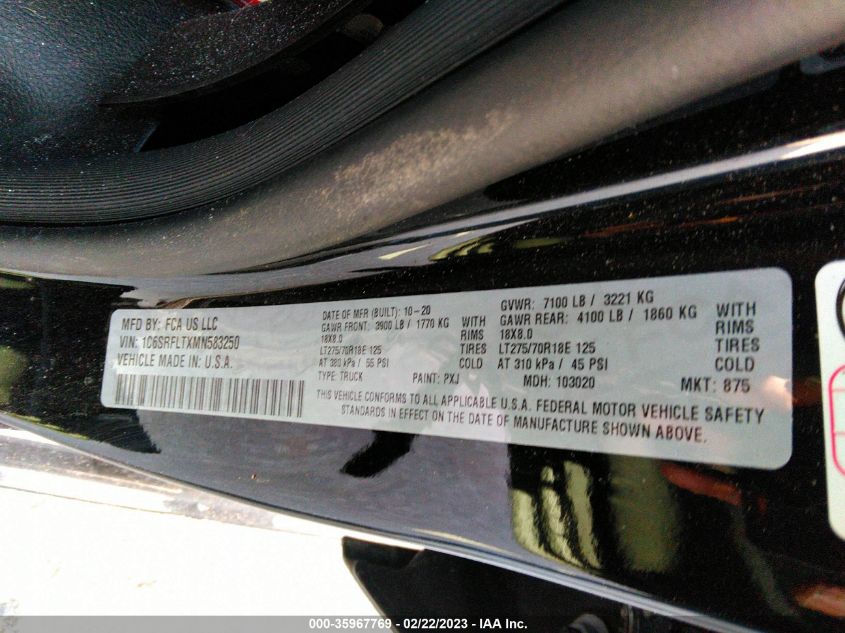 MFD BY: FCA US LLC
VIN: 1C6SRFLTXMN583250
VEHICLE MADE IN: U.S.A.
DATE OF MFR (BUILT): 10-20
GAWR FRONT: 3900 LB / 1770 KG WITH
18X8.0 RIMS
LT275/70R18E 125 TIRES
AT 380 kPa / 55 PSI COLD
TYPE: TRUCK PAINT: PXJ
GVWR: 7100 LB / 3221 KG
GAWR REAR: 4100 LB / 1860 KG WITH
18X8.0 RIMS
LT275/70R18E 125 TIRES
AT 310 kPa / 45 PSI COLD
MDH: 103020 MKT: 875
THIS VEHICLE CONFORMS TO ALL APPLICABLE U.S.A. FEDERAL MOTOR VEHICLE SAFETY
STANDARDS IN EFFECT ON THE DATE OF MANUFACTURE SHOWN ABOVE.
000-35967769 - 02/22/2023 - IAA Inc.